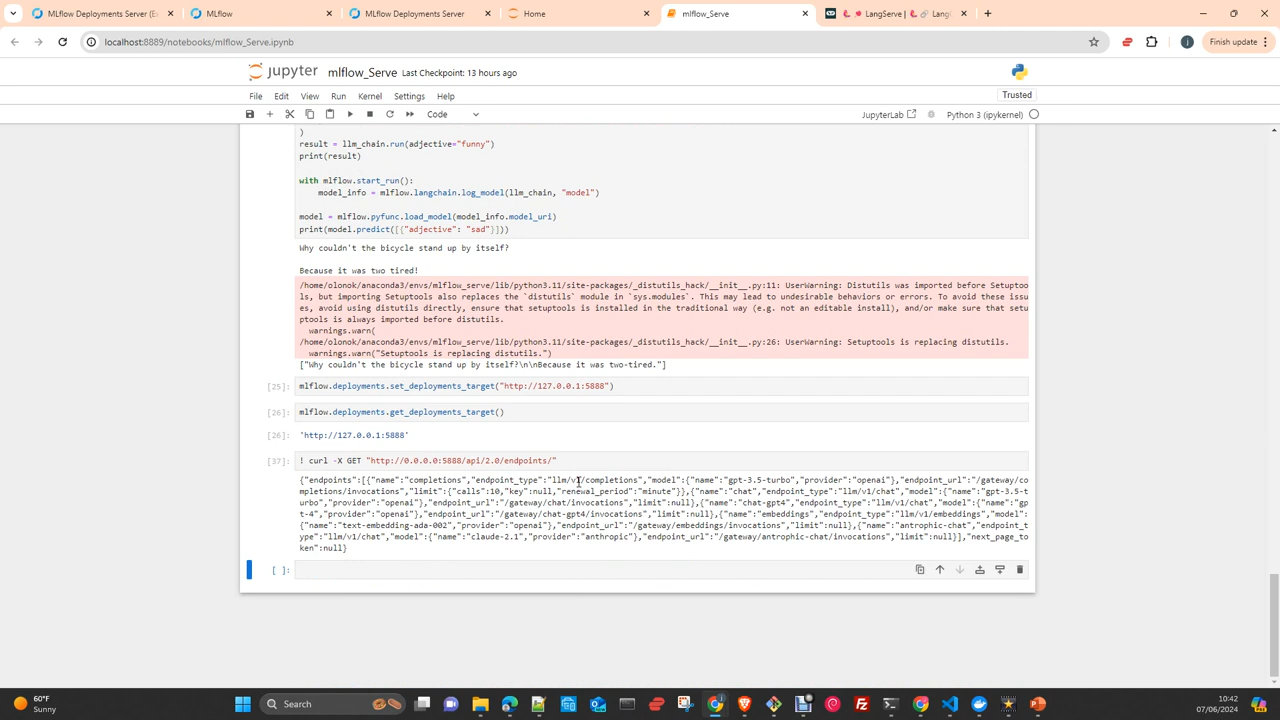 MLflow Deployments Server (Ex
MLflow
MLflow Deployments Server
Home
mlflow_Serve
LangServe | Lang
localhost:8889/notebooks/mlflow_Serve.ipynb
Finish update
jupyter mlflow_Serve Last Checkpoint: 13 hours ago
File Edit View Run Kernel Settings Help
Trusted
Code
JupyterLab
Python 3 (ipykernel)
)
result = llm_chain.run(adjective="funny")
print(result)
with mlflow.start_run():
model_info = mlflow.langchain.log_model(llm_chain, "model")
model = mlflow.pyfunc.load_model(model_info.model_uri)
print(model.predict([{"adjective": "sad"}]))
Why couldn't the bicycle stand up by itself?
Because it was two tired!
/home/olonok/anaconda3/envs/mlflow_serve/lib/python3.11/site-packages/_distutils_hack/__init__.py:11: UserWarning: Distutils was imported before Setuptoo
ls, but importing Setuptools also replaces the `distutils` module in `sys.modules`. This may lead to undesirable behaviors or errors. To avoid these issu
es, avoid using distutils directly, ensure that setuptools is installed in the traditional way (e.g. not an editable install), and/or make sure that setu
ptools is always imported before distutils.
warnings.warn(
/home/olonok/anaconda3/envs/mlflow_serve/lib/python3.11/site-packages/_distutils_hack/__init__.py:26: UserWarning: Setuptools is replacing distutils.
warnings.warn("Setuptools is replacing distutils.")
["Why couldn't the bicycle stand up by itself?\n\nBecause it was two-tired."]
[25]: mlflow.deployments.set_deployments_target("http://127.0.0.1:5888")
[26]: mlflow.deployments.get_deployments_target()
[26]: 'http://127.0.0.1:5888'
[37]: ! curl -X GET "http://0.0.0.0:5888/api/2.0/endpoints/"
{"endpoints":[{"name":"completions","endpoint_type":"llm/v1/completions","model":{"name":"gpt-3.5-turbo","provider":"openai"},"endpoint_url":"/gateway/co
mpletions/invocations","limit":{"calls":10,"key":null,"renewal_period":"minute"}},{"name":"chat","endpoint_type":"llm/v1/chat","model":{"name":"gpt-3.5-t
urbo","provider":"openai"},"endpoint_url":"/gateway/chat/invocations","limit":null},{"name":"chat-gpt4","endpoint_type":"llm/v1/chat","model":{"name":"gp
t-4","provider":"openai"},"endpoint_url":"/gateway/chat-gpt4/invocations","limit":null},{"name":"embeddings","endpoint_type":"llm/v1/embeddings","model":
{"name":"text-embedding-ada-002","provider":"openai"},"endpoint_url":"/gateway/embeddings/invocations","limit":null},{"name":"antrophic-chat","endpoint_t
ype":"llm/v1/chat","model":{"name":"claude-2.1","provider":"anthropic"},"endpoint_url":"/gateway/antrophic-chat/invocations","limit":null}],"next_page_to
ken":null}
[ ]:
60°F
Sunny
Search
10:42
07/06/2024